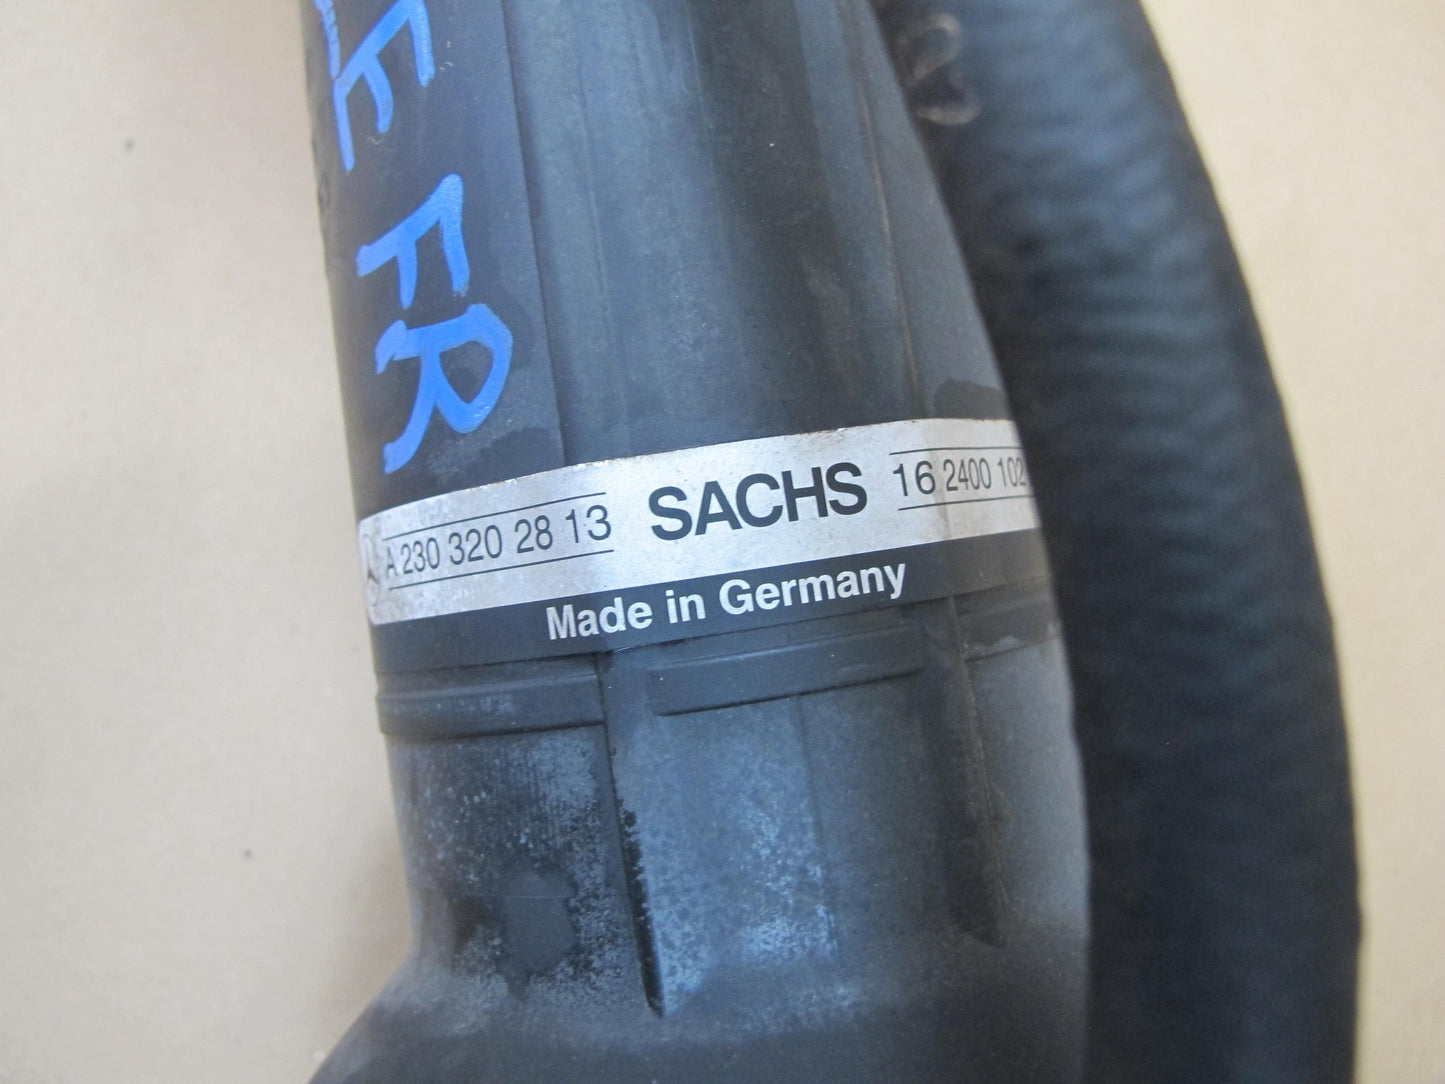 FR
A 230 320 28 13 SACHS 16 2400 102
Made in Germany